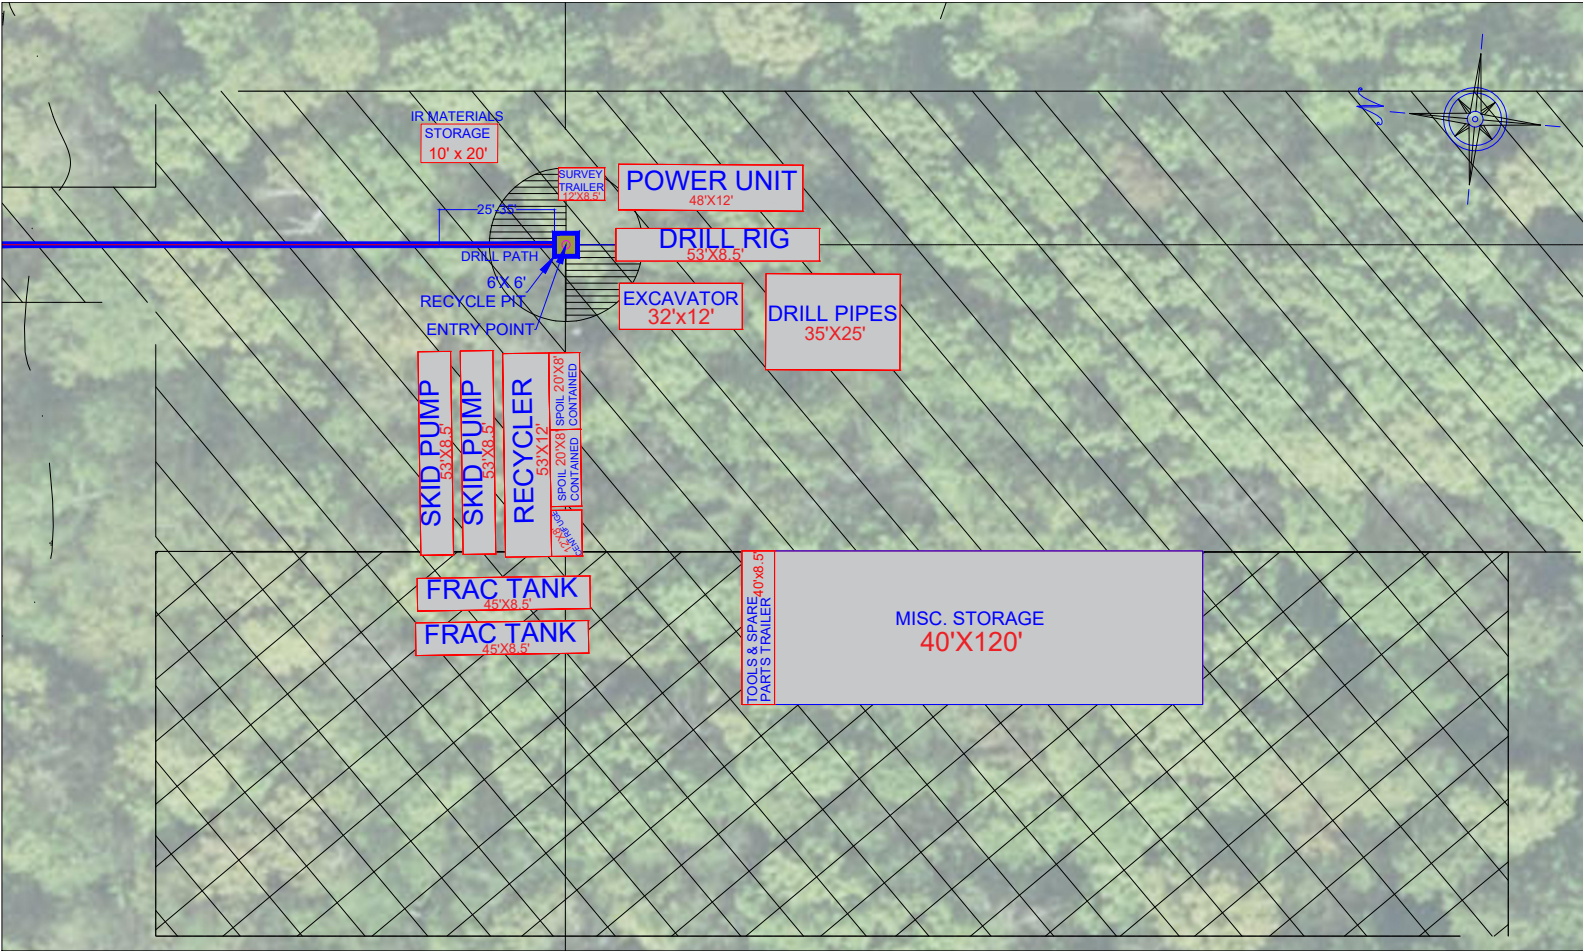 IR MATERIALS
STORAGE
10' x 20'
SURVEY
TRAILER
12'X8.5'
POWER UNIT
48'X12'
N
25'-35'
DRILL RIG
53'X8.5'
DRILL PATH
6'X 6'
RECYCLE PIT
ENTRY POINT
EXCAVATOR
32'x12'
DRILL PIPES
35'X25'
SKID PUMP
53'X8.5'
SKID PUMP
53'X8.5'
RECYCLER
53'X12'
SPOIL 20'X8'
CONTAINED
SPOIL 20'X8'
CONTAINED
CENTRIFUGE
12'X8'
FRAC TANK
45'X8.5'
FRAC TANK
45'X8.5'
TOOLS & SPARE
PARTS TRAILER
40'x8.5'
MISC. STORAGE
40'X120'